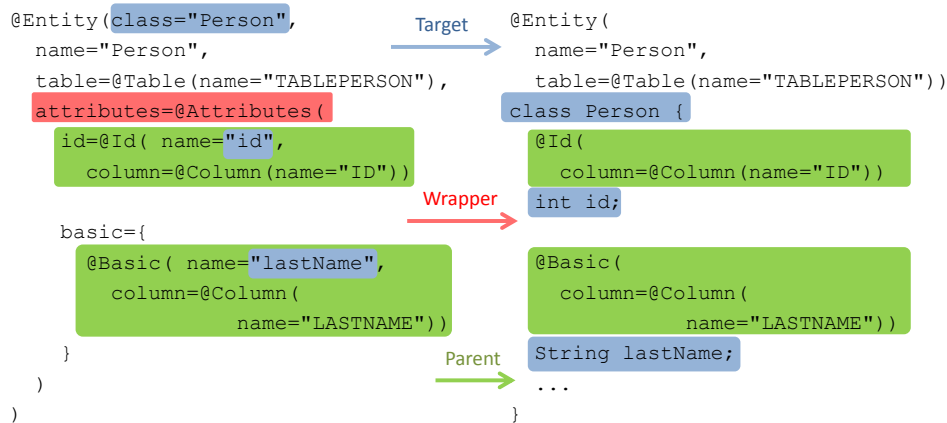 @Entity(class="Person",
  name="Person",
  table=@Table(name="TABLEPERSON"),
  attributes=@Attributes(
    id=@Id( name="id",
      column=@Column(name="ID"))
    basic={
      @Basic( name="lastName",
        column=@Column(
                  name="LASTNAME"))
    }
  )
)
Target
Wrapper
Parent
@Entity(
  name="Person",
  table=@Table(name="TABLEPERSON"))
class Person {
  @Id(
    column=@Column(name="ID"))
  int id;
  @Basic(
    column=@Column(
              name="LASTNAME"))
  String lastName;
  ...
}